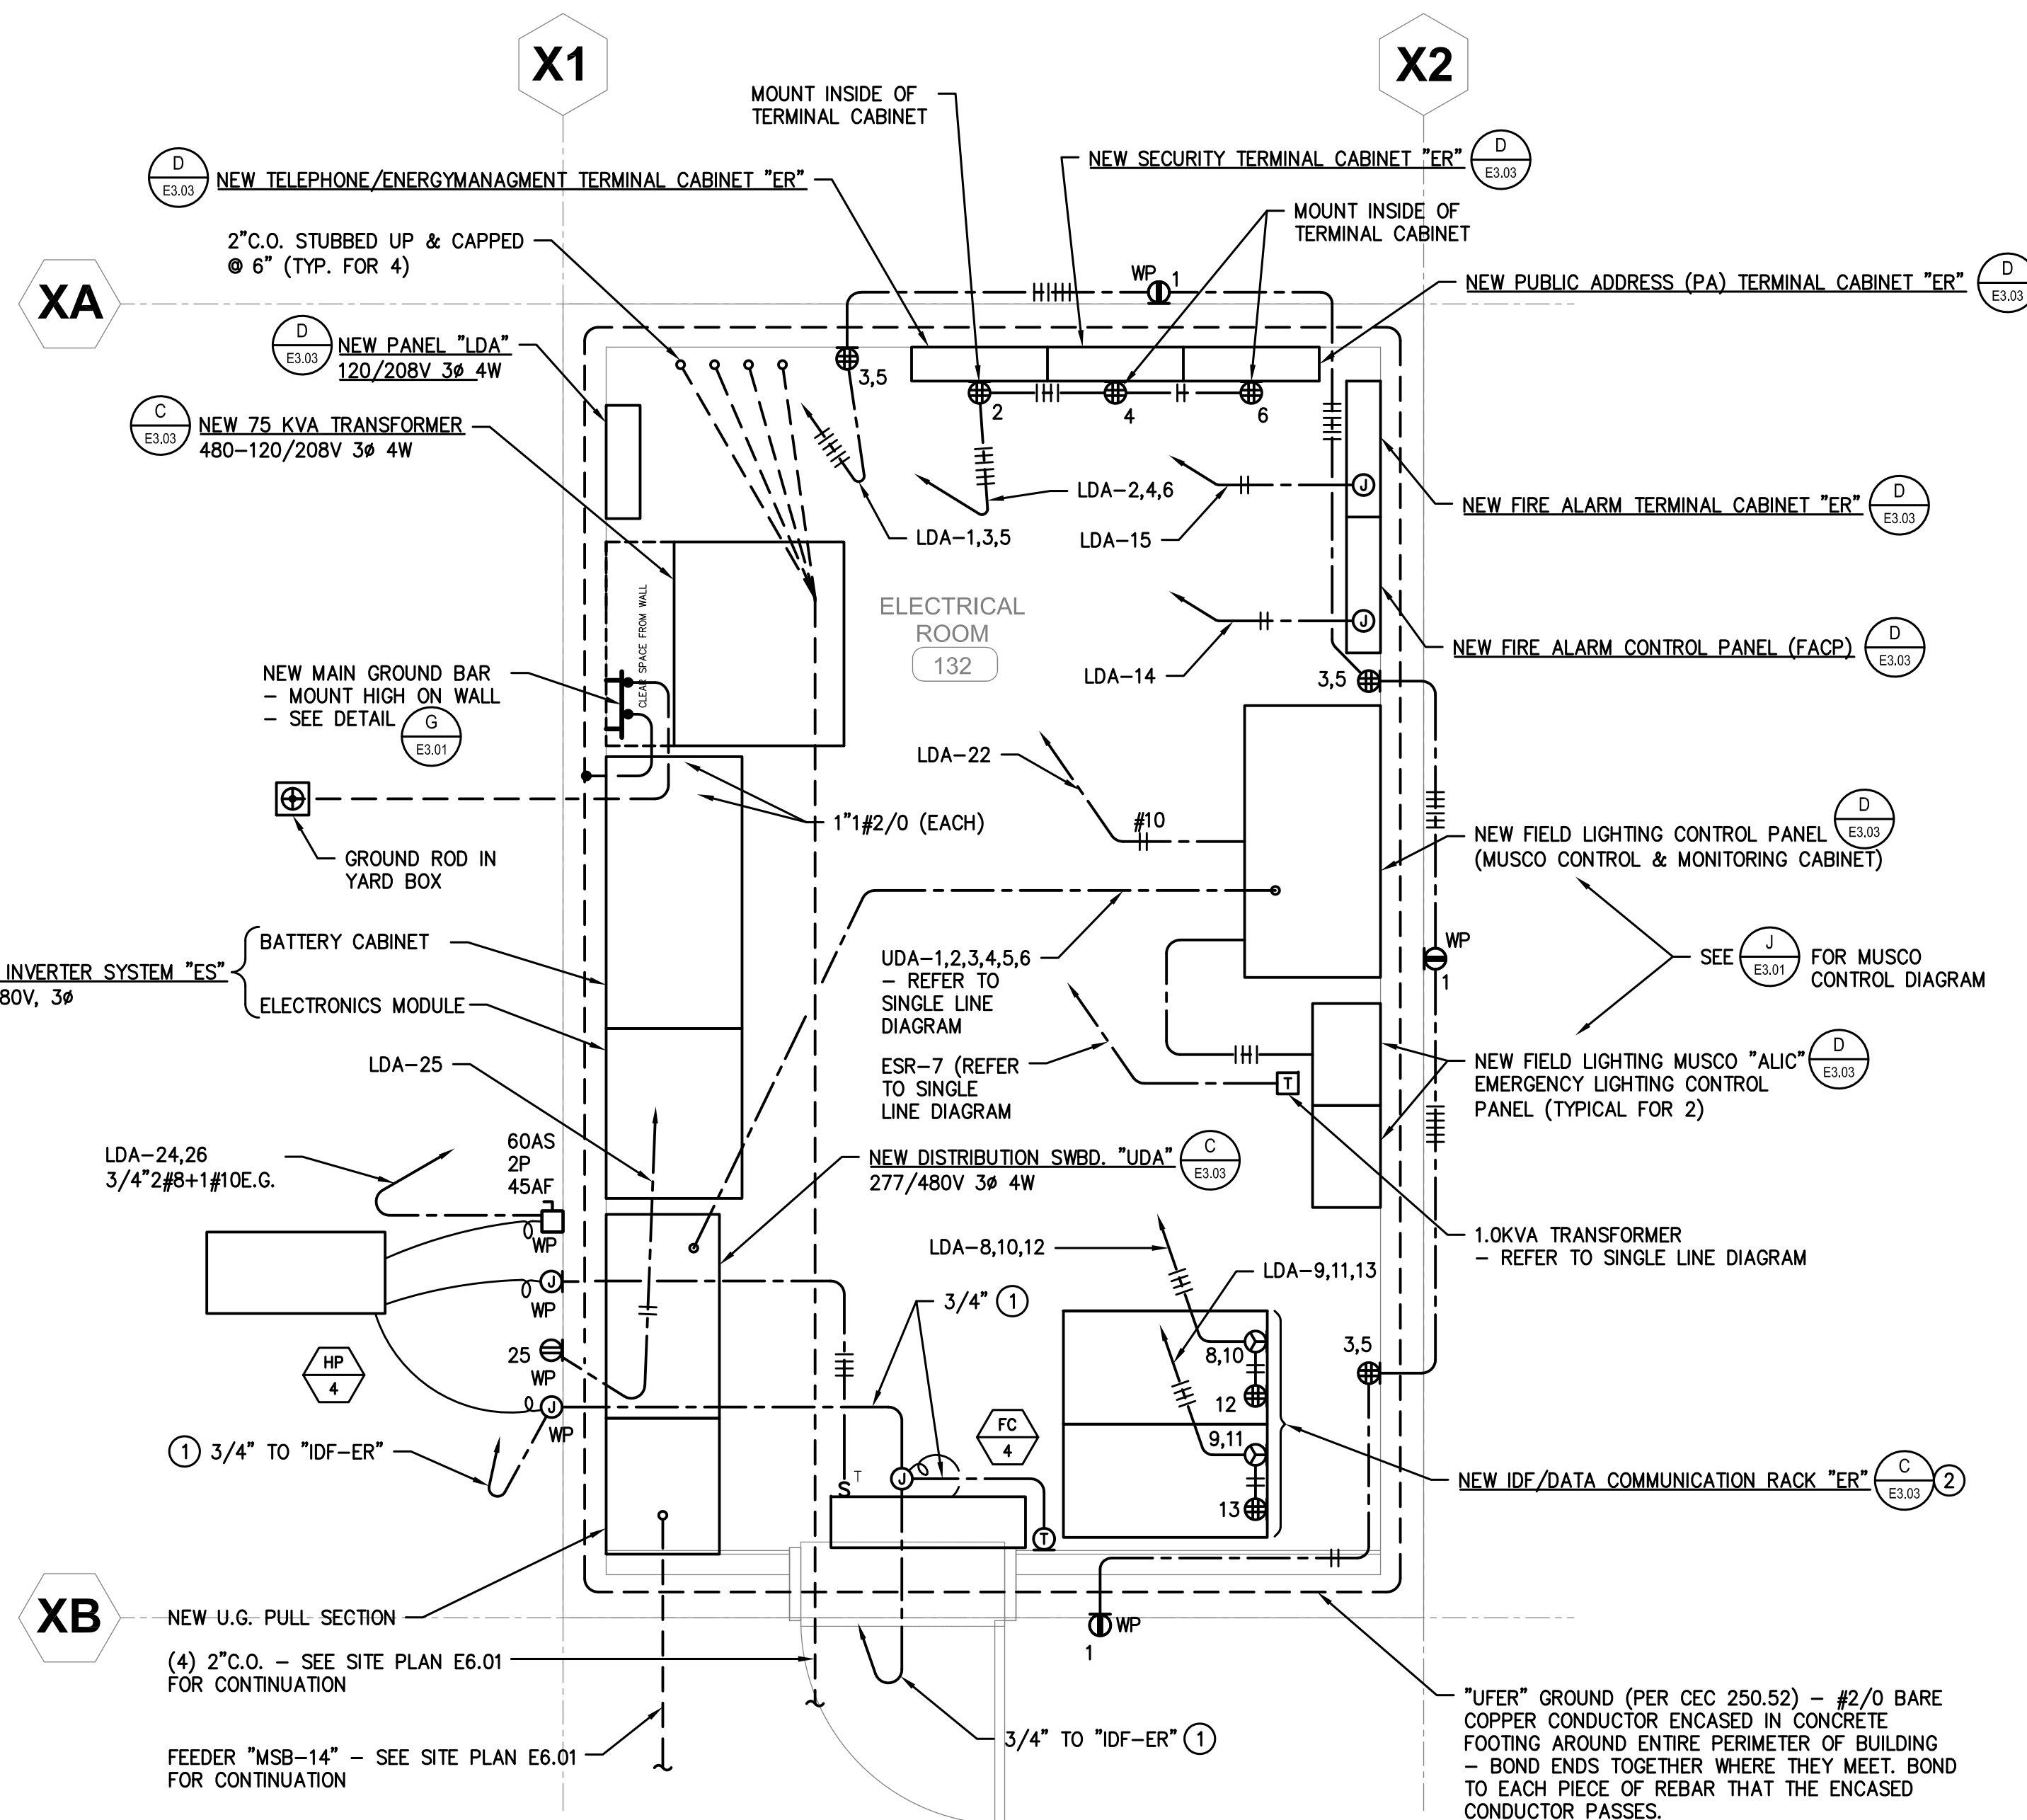 X1
X2
MOUNT INSIDE OF
TERMINAL CABINET
D
E3.03
NEW TELEPHONE/ENERGYMANAGMENT TERMINAL CABINET "ER"
NEW SECURITY TERMINAL CABINET "ER"
D
E3.03
MOUNT INSIDE OF
TERMINAL CABINET
2"C.O. STUBBED UP & CAPPED
@ 6" (TYP. FOR 4)
XA
WP
1
NEW PUBLIC ADDRESS (PA) TERMINAL CABINET "ER"
D
E3.03
D
E3.03
NEW PANEL "LDA"
120/208V 3ø 4W
3,5
2
4
6
C
E3.03
NEW 75 KVA TRANSFORMER
480-120/208V 3ø 4W
LDA-2,4,6
LDA-1,3,5
LDA-15
J
NEW FIRE ALARM TERMINAL CABINET "ER"
D
E3.03
CLEAR SPACE FROM WALL
ELECTRICAL
ROOM
132
LDA-14
J
NEW FIRE ALARM CONTROL PANEL (FACP)
D
E3.03
3,5
NEW MAIN GROUND BAR
- MOUNT HIGH ON WALL
- SEE DETAIL
G
E3.01
LDA-22
#10
1"1#2/0 (EACH)
GROUND ROD IN
YARD BOX
NEW FIELD LIGHTING CONTROL PANEL
(MUSCO CONTROL & MONITORING CABINET)
D
E3.03
INVERTER SYSTEM "ES"
80V, 3ø
BATTERY CABINET
ELECTRONICS MODULE
UDA-1,2,3,4,5,6
- REFER TO
SINGLE LINE
DIAGRAM
WP
1
SEE
J
E3.01
FOR MUSCO
CONTROL DIAGRAM
ESR-7 (REFER
TO SINGLE
LINE DIAGRAM
T
NEW FIELD LIGHTING MUSCO "ALIC"
EMERGENCY LIGHTING CONTROL
PANEL (TYPICAL FOR 2)
D
E3.03
LDA-25
LDA-24,26
3/4"2#8+1#10E.G.
60AS
2P
45AF
WP
NEW DISTRIBUTION SWBD. "UDA"
277/480V 3ø 4W
C
E3.03
LDA-8,10,12
LDA-9,11,13
1.0KVA TRANSFORMER
- REFER TO SINGLE LINE DIAGRAM
J
WP
3/4" 1
25
WP
HP
4
8,10
12
3,5
J
WP
FC
4
9,11
13
1 3/4" TO "IDF-ER"
S T
J
T
NEW IDF/DATA COMMUNICATION RACK "ER"
C
E3.03
2
XB
NEW U.G. PULL SECTION
WP
1
(4) 2"C.O. - SEE SITE PLAN E6.01
FOR CONTINUATION
3/4" TO "IDF-ER" 1
FEEDER "MSB-14" - SEE SITE PLAN E6.01
FOR CONTINUATION
"UFER" GROUND (PER CEC 250.52) - #2/0 BARE
COPPER CONDUCTOR ENCASED IN CONCRETE
FOOTING AROUND ENTIRE PERIMETER OF BUILDING
- BOND ENDS TOGETHER WHERE THEY MEET. BOND
TO EACH PIECE OF REBAR THAT THE ENCASED
CONDUCTOR PASSES.